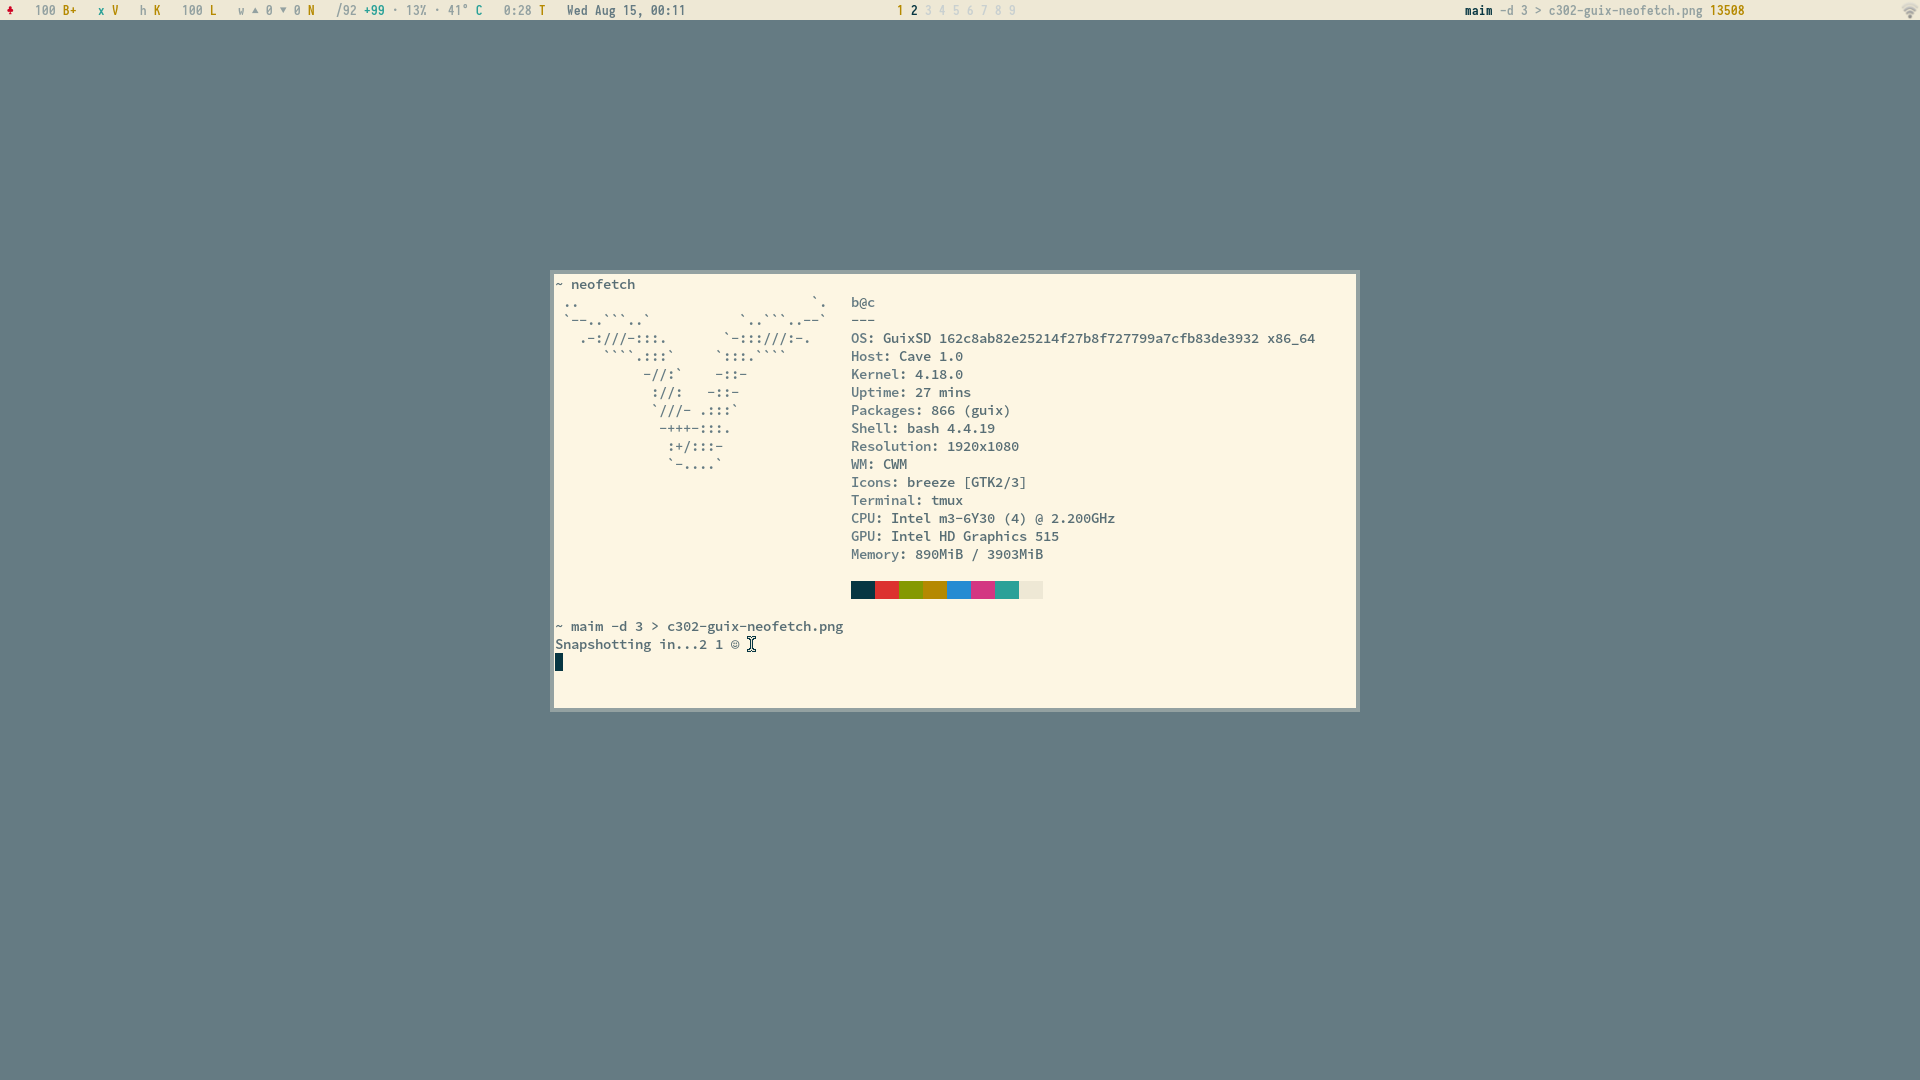 ♣ 100 B+ x V h K 100 L w ▲ 0 ▼ 0 N /92 +99 · 13% · 41° C 0:28 T Wed Aug 15, 00:11 1 2 3 4 5 6 7 8 9 maim -d 3 > c302-guix-neofetch.png 13508
~ neofetch
b@c
---
OS: GuixSD 162c8ab82e25214f27b8f727799a7cfb83de3932 x86_64
Host: Cave 1.0
Kernel: 4.18.0
Uptime: 27 mins
Packages: 866 (guix)
Shell: bash 4.4.19
Resolution: 1920x1080
WM: CWM
Icons: breeze [GTK2/3]
Terminal: tmux
CPU: Intel m3-6Y30 (4) @ 2.200GHz
GPU: Intel HD Graphics 515
Memory: 890MiB / 3903MiB
~ maim -d 3 > c302-guix-neofetch.png
Snapshotting in...2 1 ☺